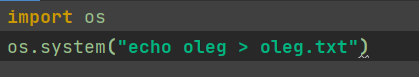 import os
os.system("echo oleg > oleg.txt")